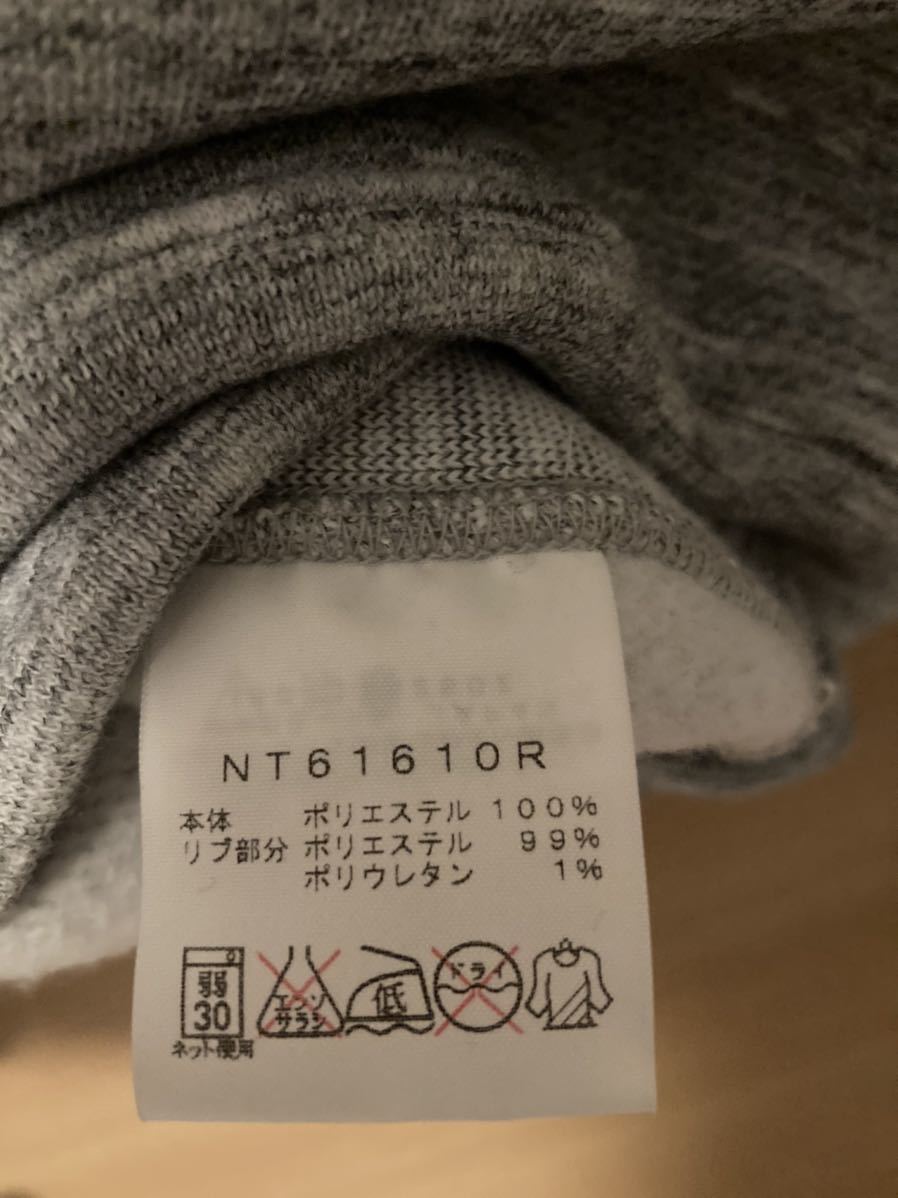 NT61610R
本体 ポリエステル 100%
リブ部分 ポリエステル 99%
ポリウレタン 1%
弱 30 エンソ サラシ 低 ドライ
ネット使用